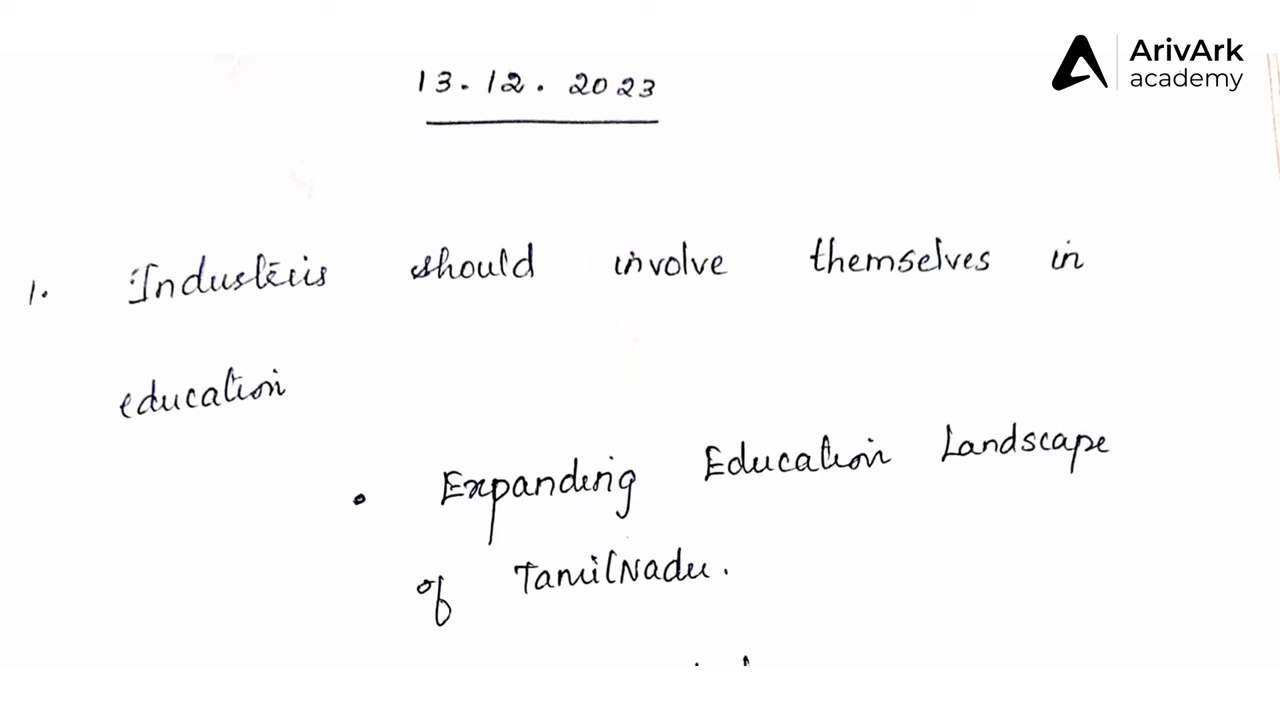 ArivArk
academy
13.12.2023
1. Industries should involve themselves in
education
• Expanding Education Landscape
of TamilNadu.